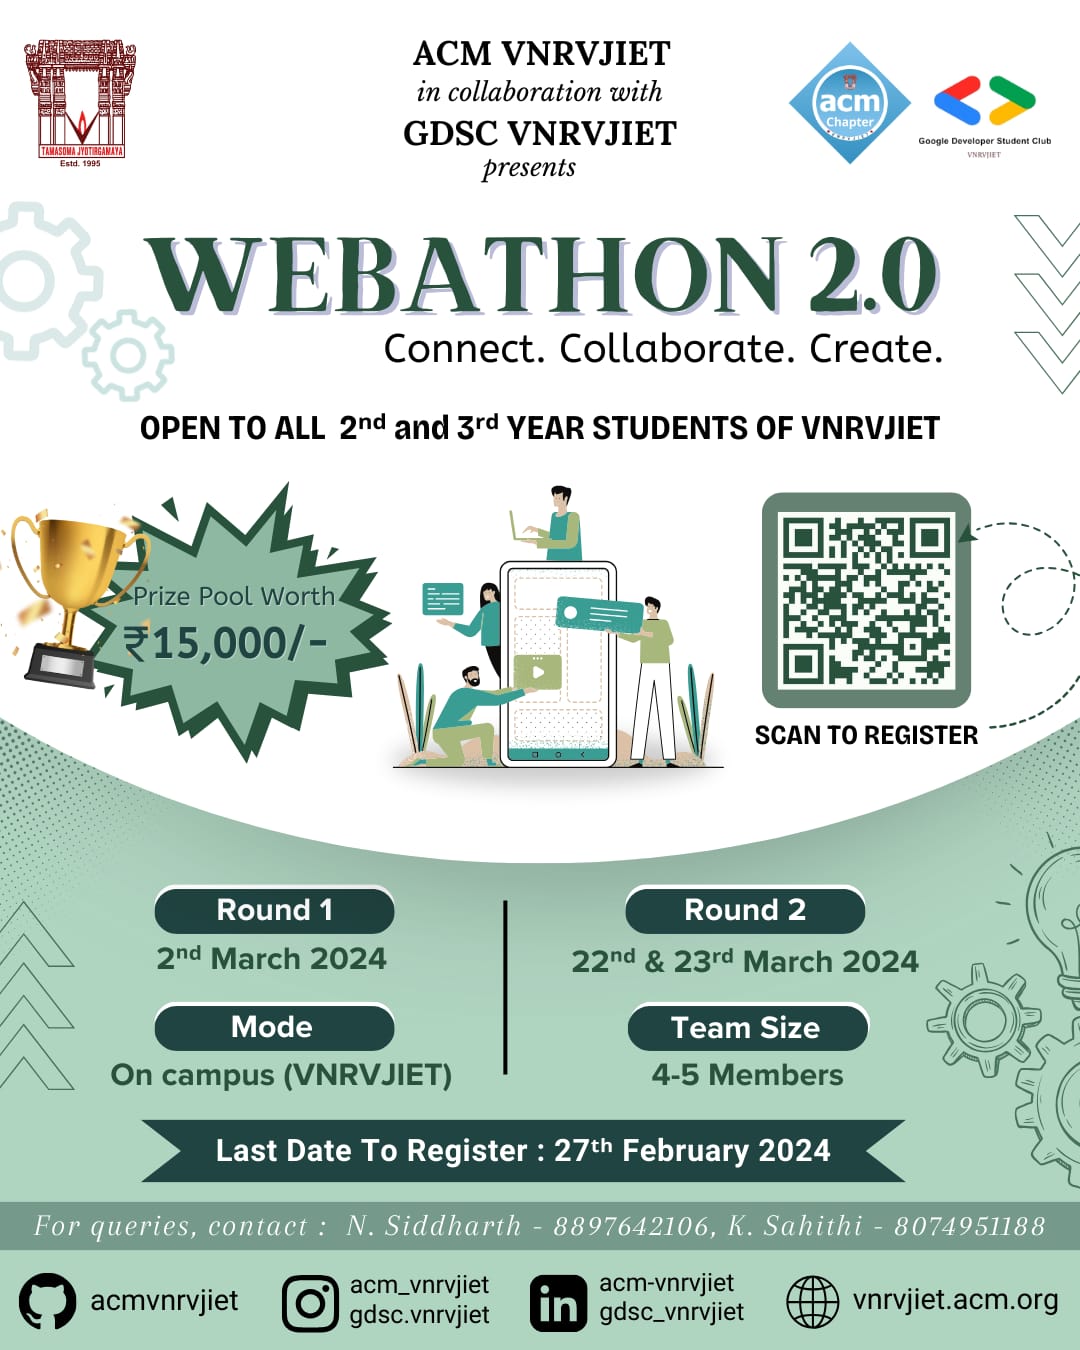 TAMASOMA JYOTIRGAMAYA
Estd. 1995
ACM VNRVJIET
in collaboration with
GDSC VNRVJIET
presents
acm
Chapter
VNRVJIET
Google Developer Student Club
VNRVJIET
WEBATHON 2.0
Connect. Collaborate. Create.
OPEN TO ALL 2nd and 3rd YEAR STUDENTS OF VNRVJIET
Prize Pool Worth
₹15,000/-
SCAN TO REGISTER
Round 1
2nd March 2024
Mode
On campus (VNRVJIET)
Round 2
22nd & 23rd March 2024
Team Size
4-5 Members
Last Date To Register : 27th February 2024
For queries, contact : N. Siddharth - 8897642106, K. Sahithi - 8074951188
acmvnrvjiet
acm_vnrvjiet
gdsc.vnrvjiet
in
acm-vnrvjiet
gdsc_vnrvjiet
vnrvjiet.acm.org